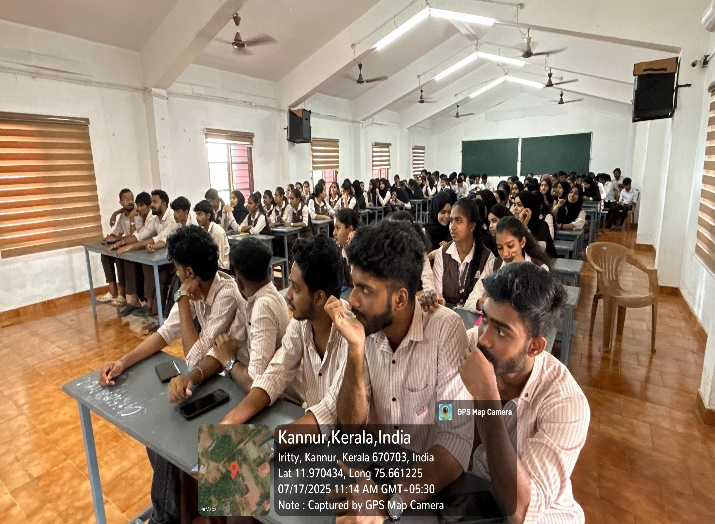 GPS Map Camera
Kannur,Kerala,India
Iritty, Kannur, Kerala 670703, India
Lat 11.970434, Long 75.661225
07/17/2025 11:14 AM GMT-05:30
Note : Captured by GPS Map Camera